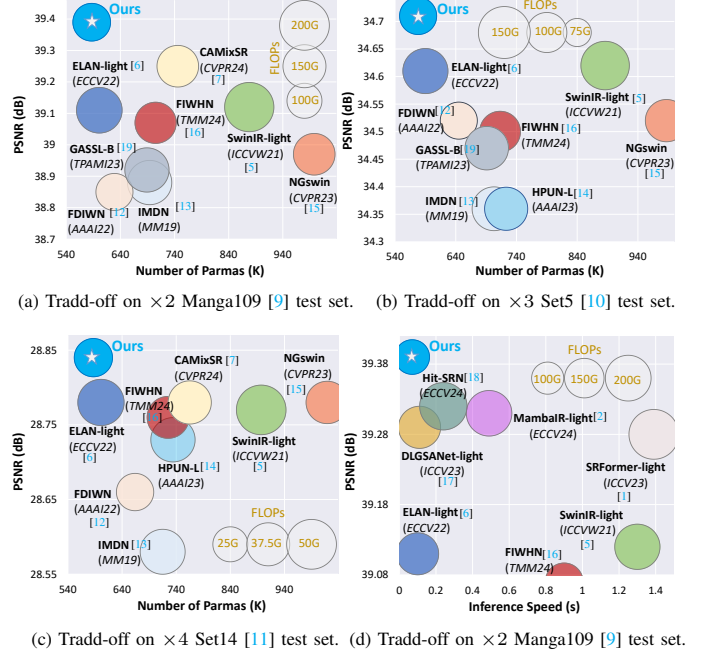 Ours
39.4
39.3
39.2
39.1
39
38.9
38.8
38.7
PSNR (dB)
540 640 740 840 940
Number of Parmas (K)
CAMixSR
(CVPR24)
[7]
ELAN-light [6]
(ECCV22)
FIWHN
(TMM24)
[16]
SwinIR-light
(ICCVW21)
[5]
GASSL-B [19]
(TPAMI23)
NGswin
(CVPR23)
[15]
FDIWN [12]
(AAAI22)
IMDN [13]
(MM19)
FLOPs
200G
150G
100G
(a) Tradd-off on ×2 Manga109 [9] test set.
Ours
34.7
34.65
34.6
34.55
34.5
34.45
34.4
34.35
34.3
PSNR (dB)
540 640 740 840 940
Number of Parmas (K)
FLOPs
150G 100G 75G
ELAN-light[6]
(ECCV22)
SwinIR-light [5]
(ICCVW21)
FDIWN[12]
(AAAI22)
FIWHN [16]
(TMM24)
GASSL-B[19]
(TPAMI23)
NGswin
(CVPR23)
[15]
IMDN [13]
(MM19)
HPUN-L [14]
(AAAI23)
(b) Tradd-off on ×3 Set5 [10] test set.
Ours
28.85
28.75
28.65
28.55
PSNR (dB)
540 640 740 840 940
Number of Parmas (K)
CAMixSR [7]
(CVPR24)
NGswin
(CVPR23)
[15]
FIWHN
(TMM24)
ELAN-light
(ECCV22)
[6]
SwinIR-light
(ICCVW21)
[5]
HPUN-L [14]
(AAAI23)
FDIWN
(AAAI22)
[12]
IMDN [13]
(MM19)
FLOPs
25G 37.5G 50G
(c) Tradd-off on ×4 Set14 [11] test set.
Ours
39.38
39.28
39.18
39.08
PSNR (dB)
0 0.2 0.4 0.6 0.8 1 1.2 1.4
Inference Speed (s)
FLOPs
100G 150G 200G
Hit-SRN[18]
(ECCV24)
MambaIR-light[2]
(ECCV24)
DLGSANet-light
(ICCV23)
[17]
SRFormer-light
(ICCV23)
[1]
ELAN-light[6]
(ECCV22)
SwinIR-light
(ICCVW21)
[5]
FIWHN[16]
(TMM24)
(d) Tradd-off on ×2 Manga109 [9] test set.